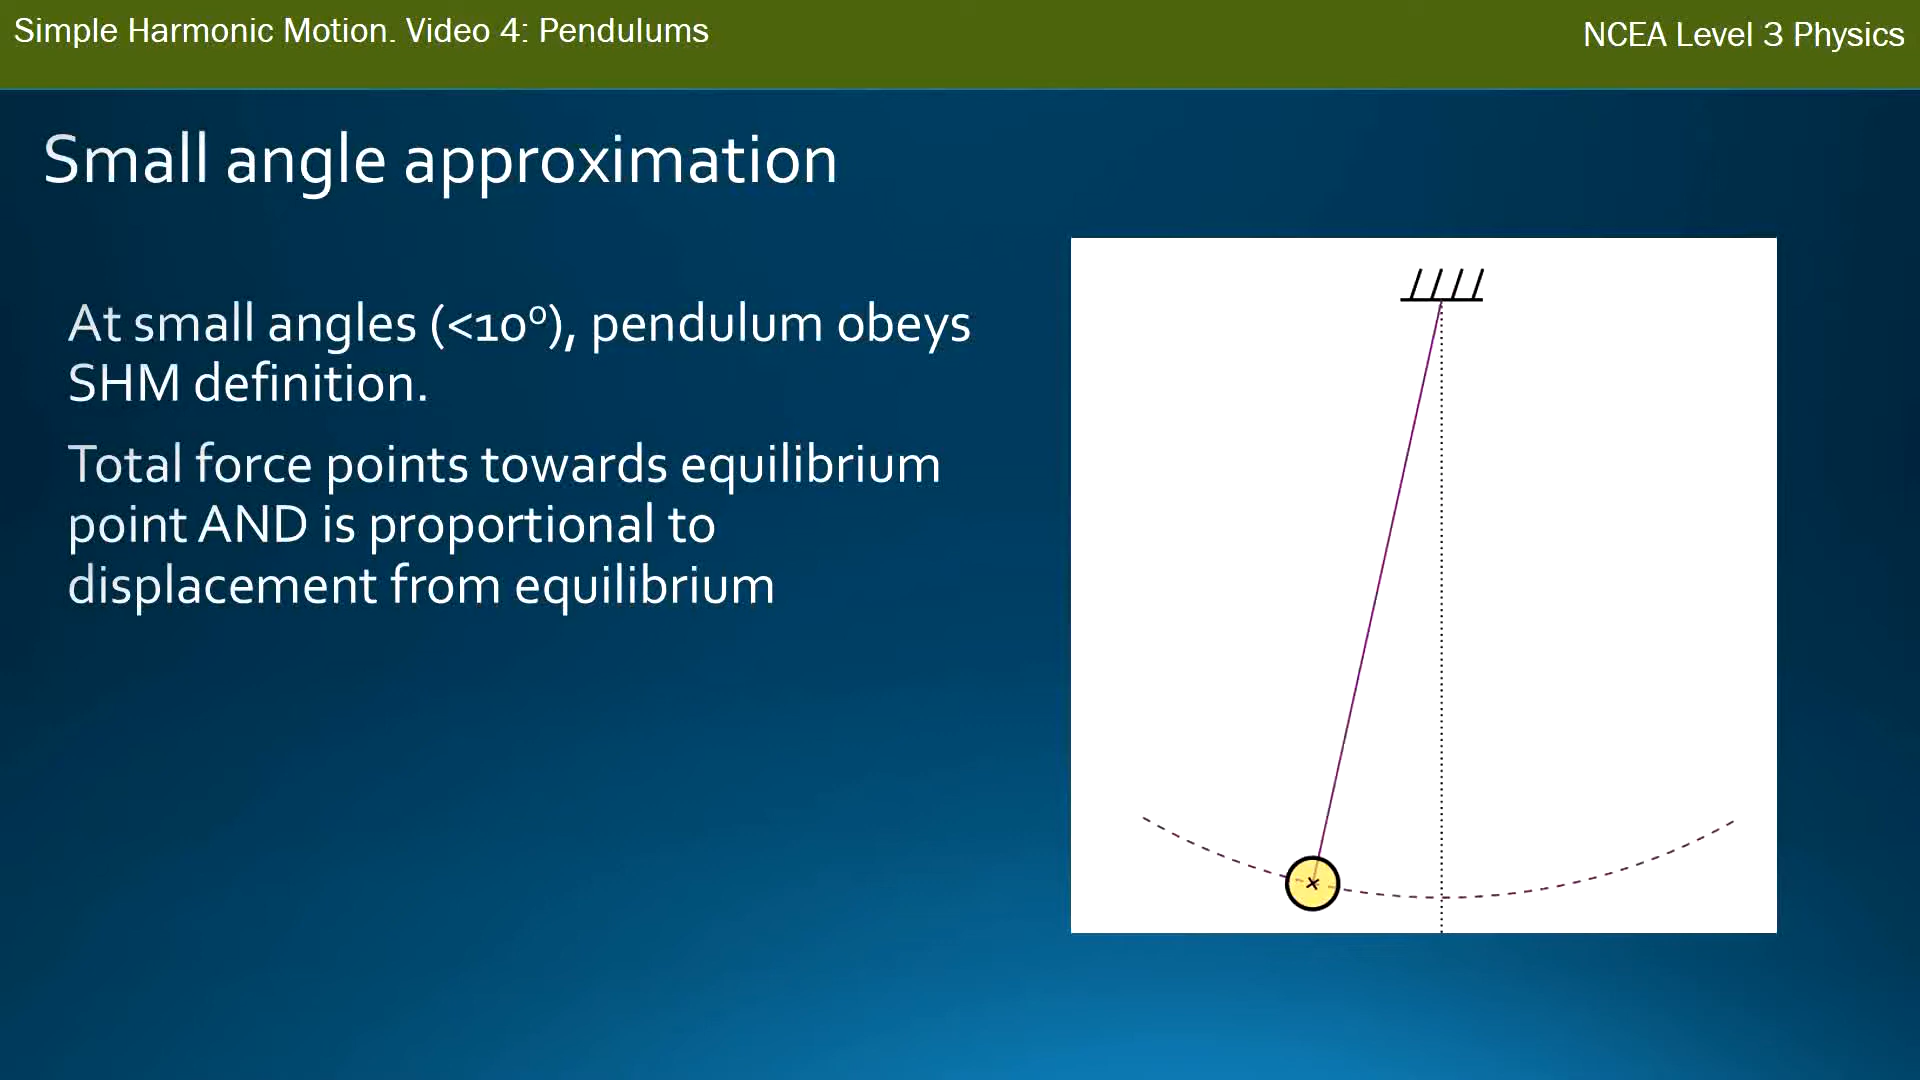 Simple Harmonic Motion. Video 4: Pendulums
NCEA Level 3 Physics
Small angle approximation
At small angles (<10⁰), pendulum obeys
SHM definition.
Total force points towards equilibrium
point AND is proportional to
displacement from equilibrium